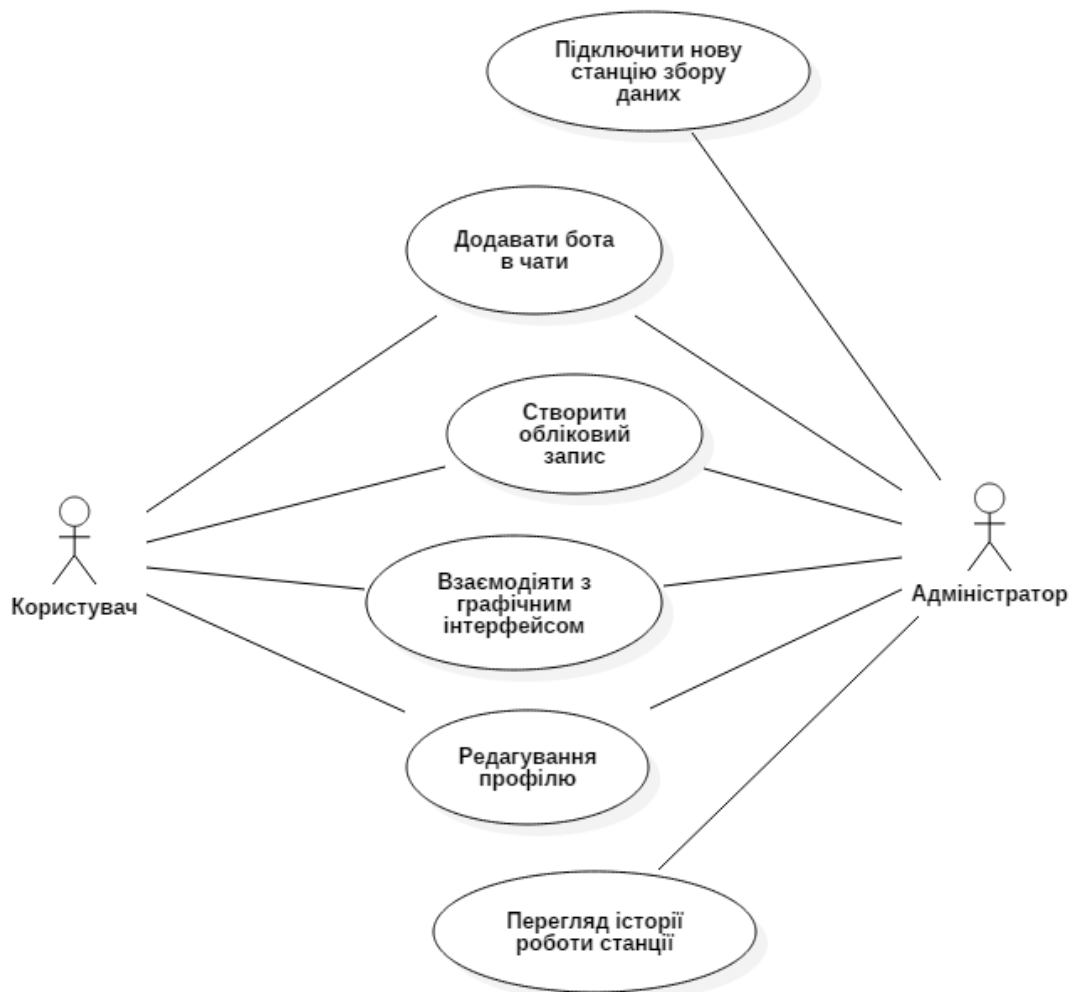 Підключити нову
станцію збору
даних
Додавати бота
в чати
Створити
обліковий
запис
Користувач
Взаємодіяти з
графічним
інтерфейсом
Адміністратор
Редагування
профілю
Перегляд історії
роботи станції